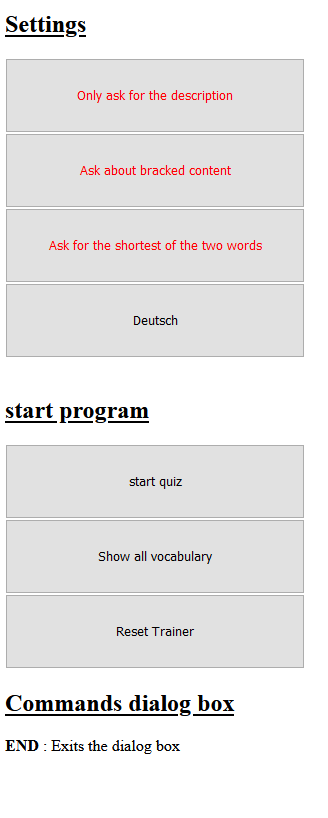 Settings
Only ask for the description
Ask about bracked content
Ask for the shortest of the two words
Deutsch
start program
start quiz
Show all vocabulary
Reset Trainer
Commands dialog box
END : Exits the dialog box